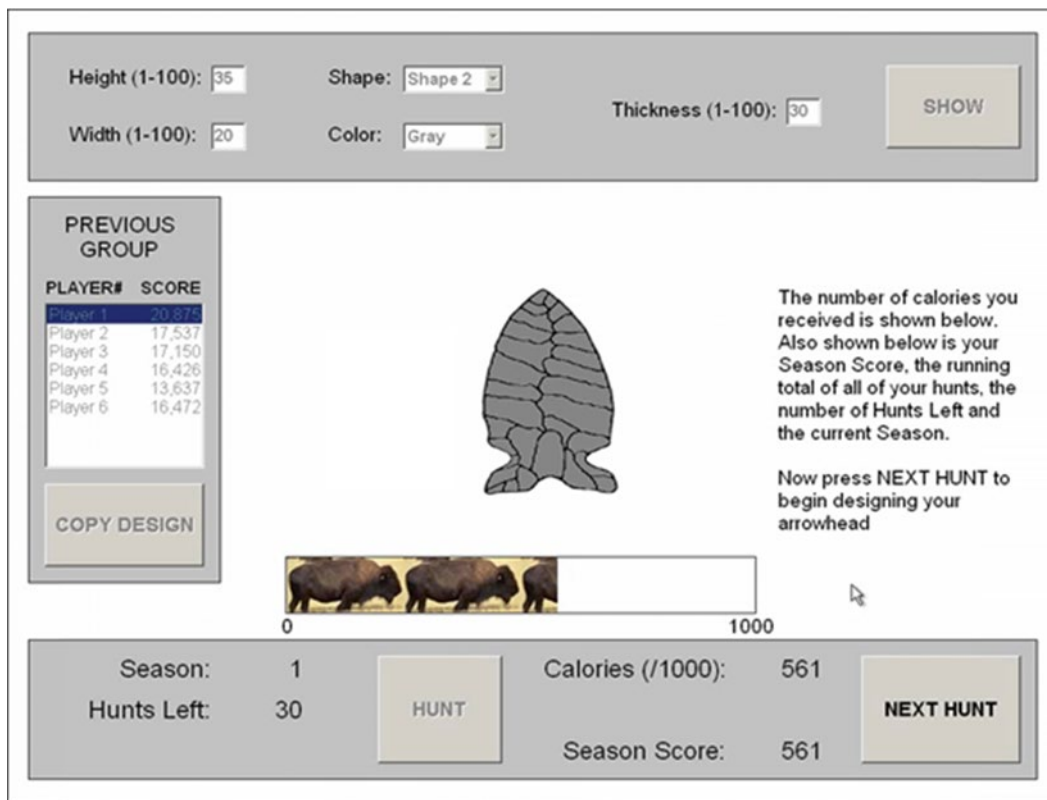 Height (1-100): 35 Shape: Shape 2
Thickness (1-100): 30 SHOW
Width (1-100): 20 Color: Gray
PREVIOUS
GROUP
PLAYER# SCORE
Player 1 20,875
Player 2 17,537
Player 3 17,150
Player 4 16,426
Player 5 13,637
Player 6 16,472
COPY DESIGN
The number of calories you
received is shown below.
Also shown below is your
Season Score, the running
total of all of your hunts, the
number of Hunts Left and
the current Season.
Now press NEXT HUNT to
begin designing your
arrowhead
0 1000
Season: 1
Hunts Left: 30
HUNT
Calories (/1000): 561
Season Score: 561
NEXT HUNT